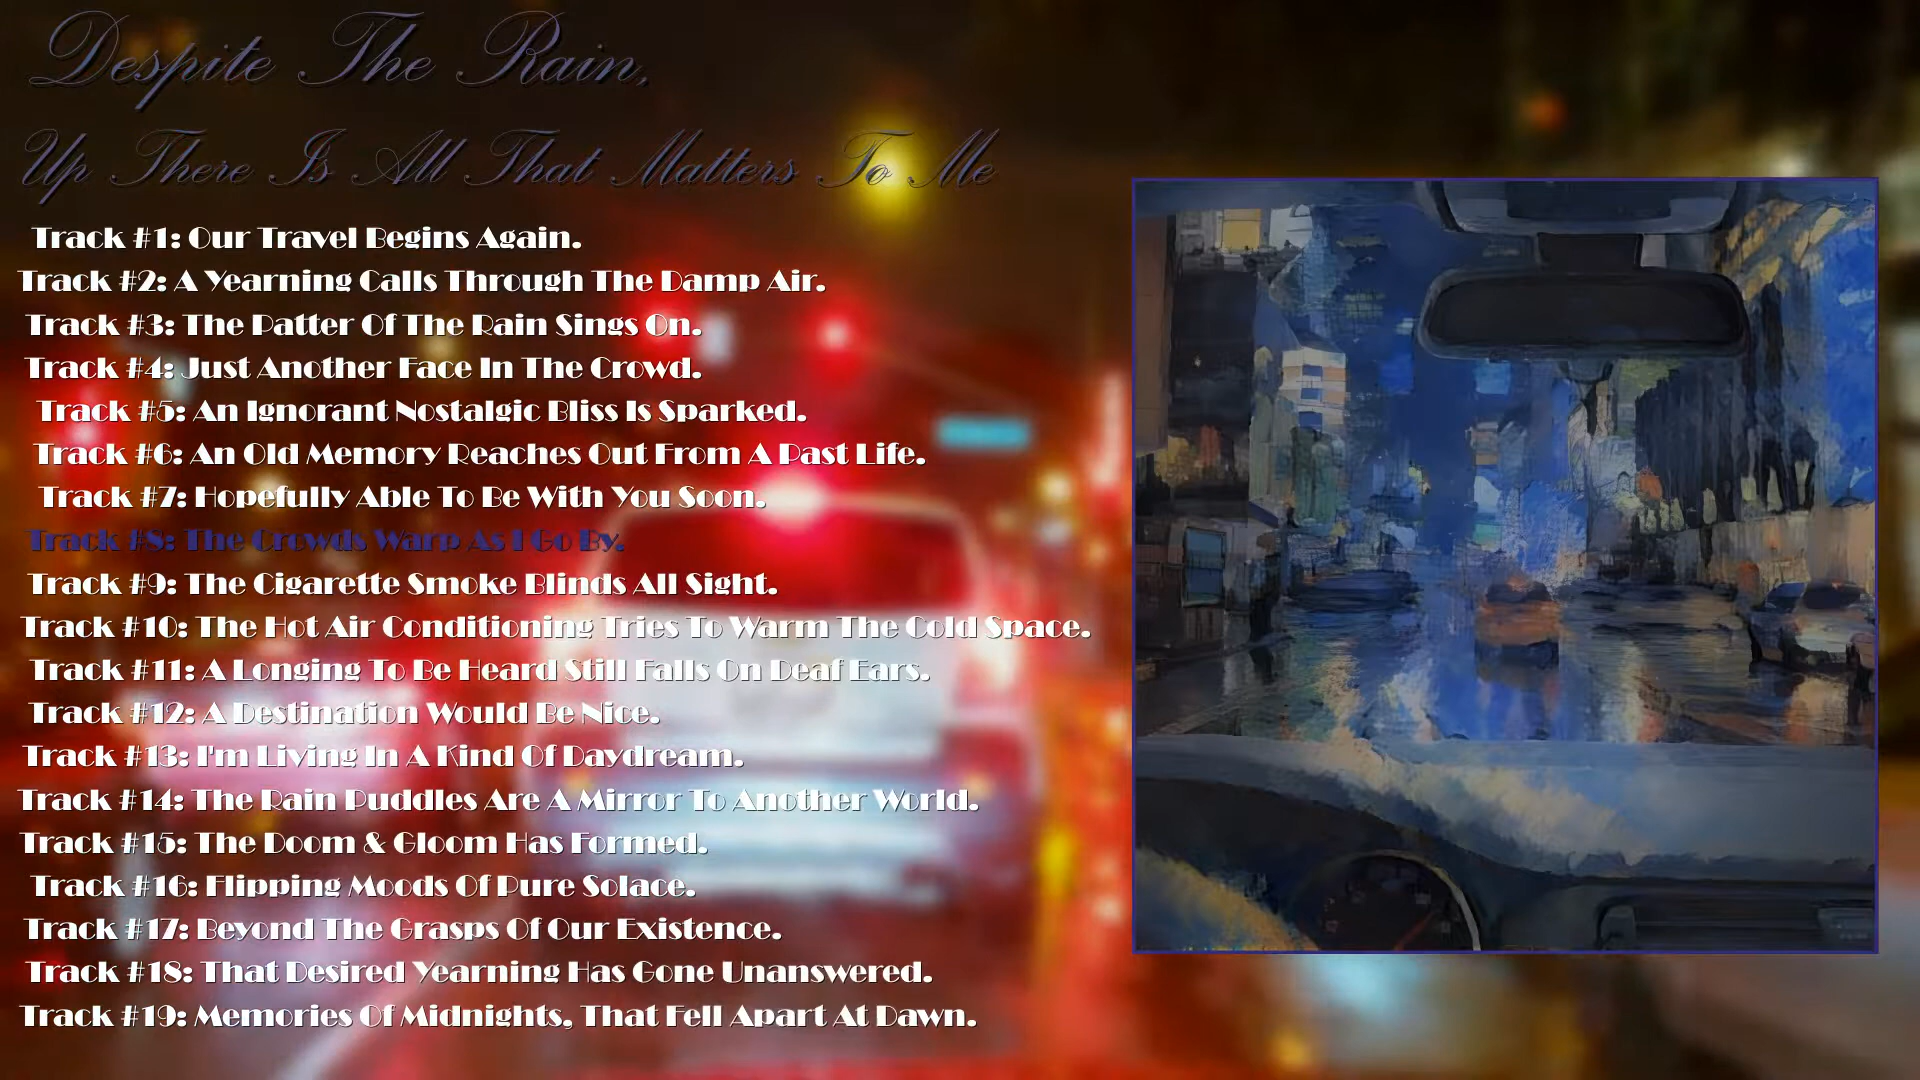 Despite The Rain,
Up There Is All That Matters To Me
Track #1: Our Travel Begins Again.
Track #2: A Yearning Calls Through The Damp Air.
Track #3: The Patter Of The Rain Sings On.
Track #4: Just Another Face In The Crowd.
Track #5: An Ignorant Nostalgic Bliss Is Sparked.
Track #6: An Old Memory Reaches Out From A Past Life.
Track #7: Hopefully Able To Be With You Soon.
Track #8: The Crowds Warp As I Go By.
Track #9: The Cigarette Smoke Blinds All Sight.
Track #10: The Hot Air Conditioning Tries To Warm The Cold Space.
Track #11: A Longing To Be Heard Still Falls On Deaf Ears.
Track #12: A Destination Would Be Nice.
Track #13: I'm Living In A Kind Of Daydream.
Track #14: The Rain Puddles Are A Mirror To Another World.
Track #15: The Doom & Gloom Has Formed.
Track #16: Flipping Moods Of Pure Solace.
Track #17: Beyond The Grasps Of Our Existence.
Track #18: That Desired Yearning Has Gone Unanswered.
Track #19: Memories Of Midnights, That Fell Apart At Dawn.